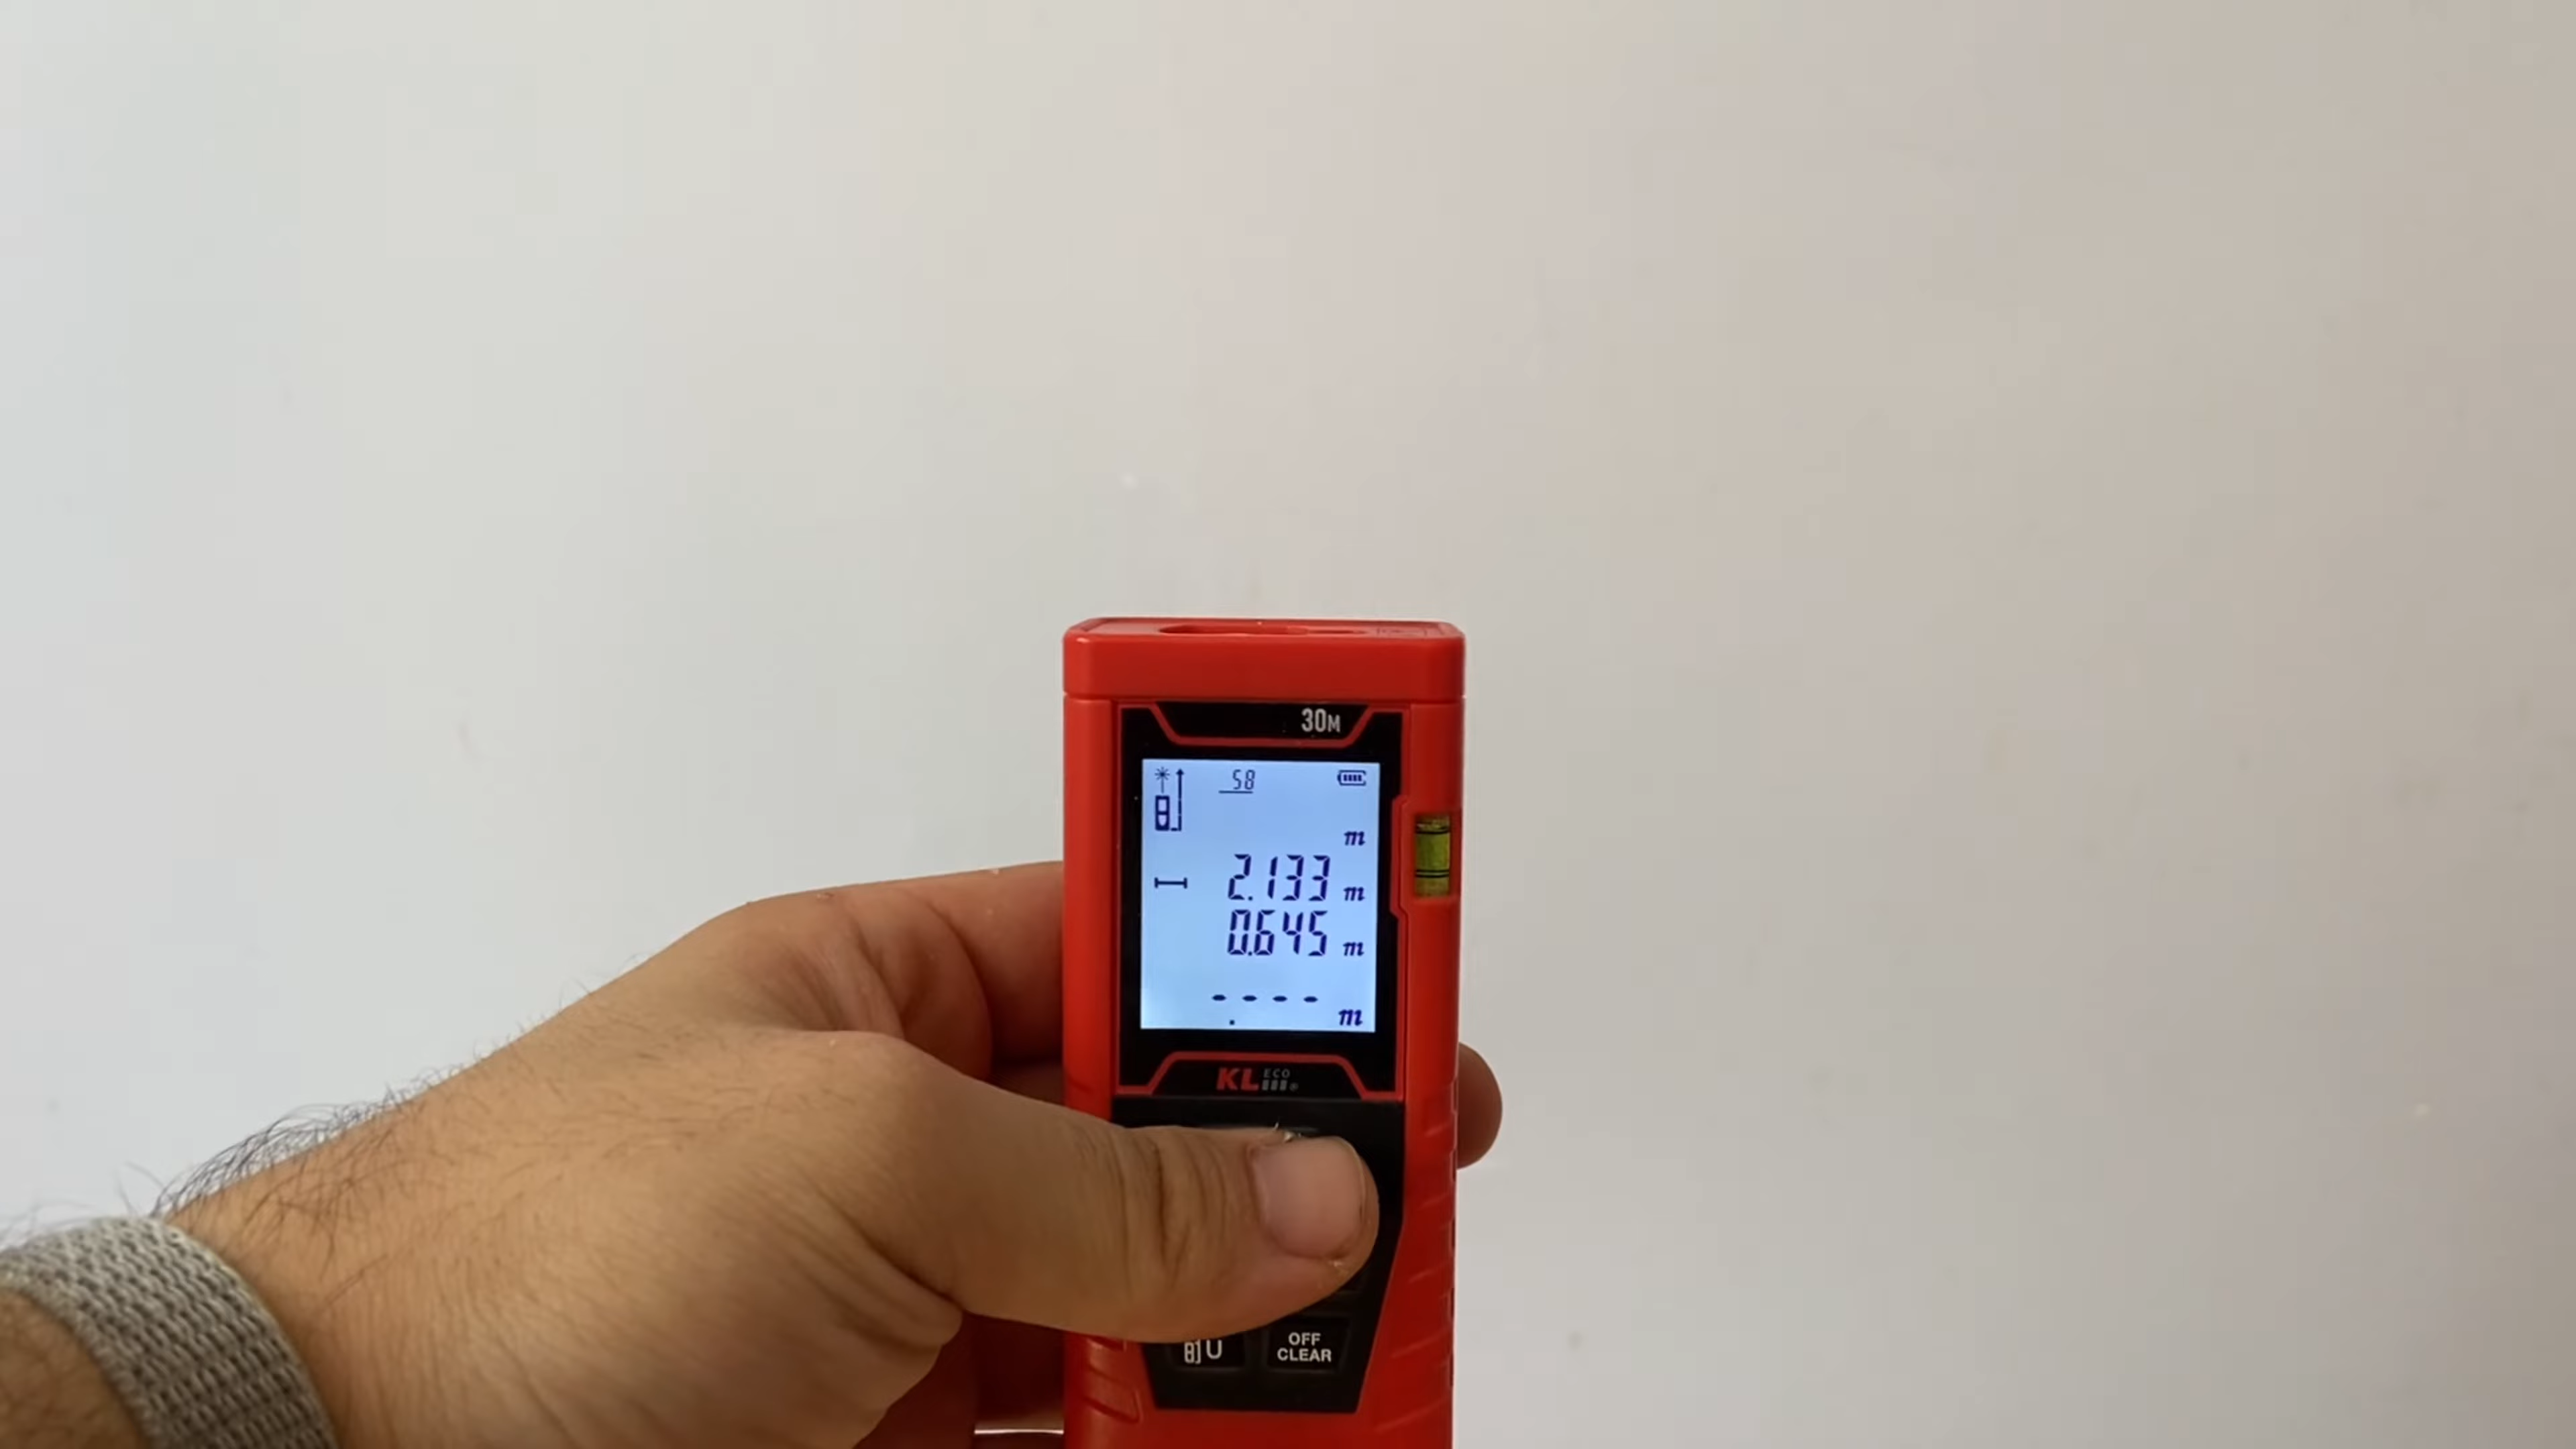 30M
58
m
2.133 m
0.645 m
- - - -
. m
KL ECO
U
OFF
CLEAR